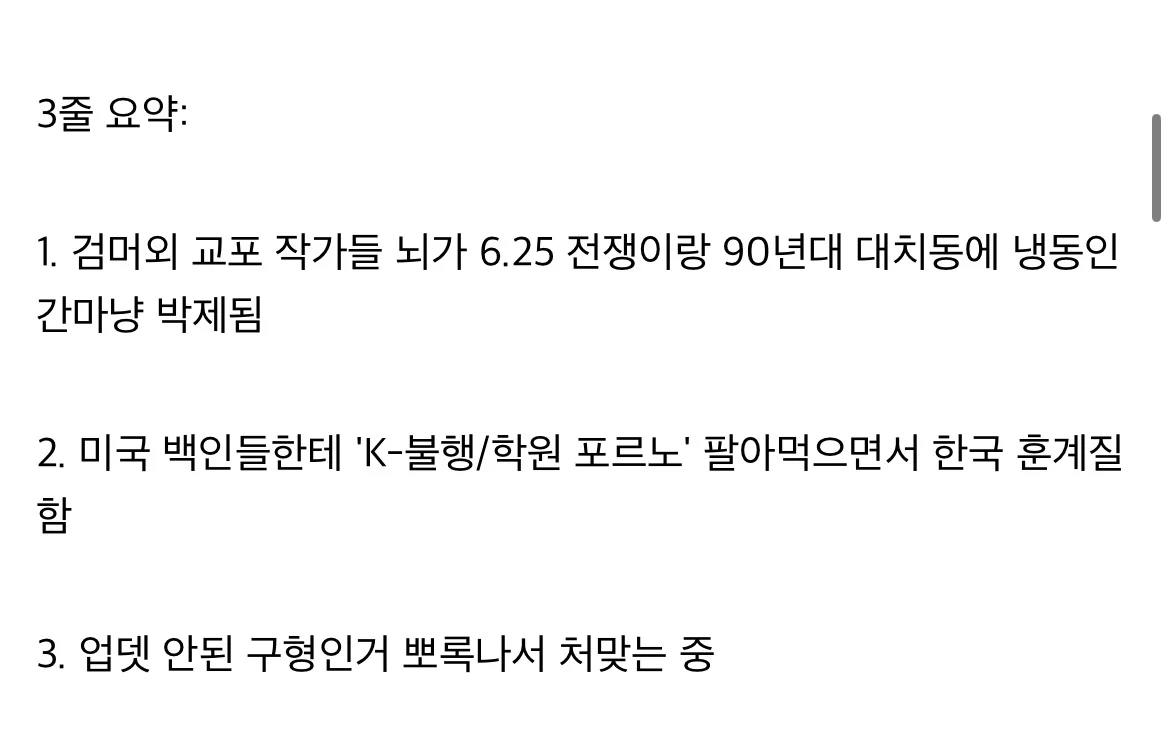 3줄 요약:
1. 검머외 교포 작가들 뇌가 6.25 전쟁이랑 90년대 대치동에 냉동인
간마냥 박제됨
2. 미국 백인들한테 'K-불행/학원 포르노' 팔아먹으면서 한국 훈계질
함
3. 업뎃 안된 구형인거 뽀록나서 처맞는 중